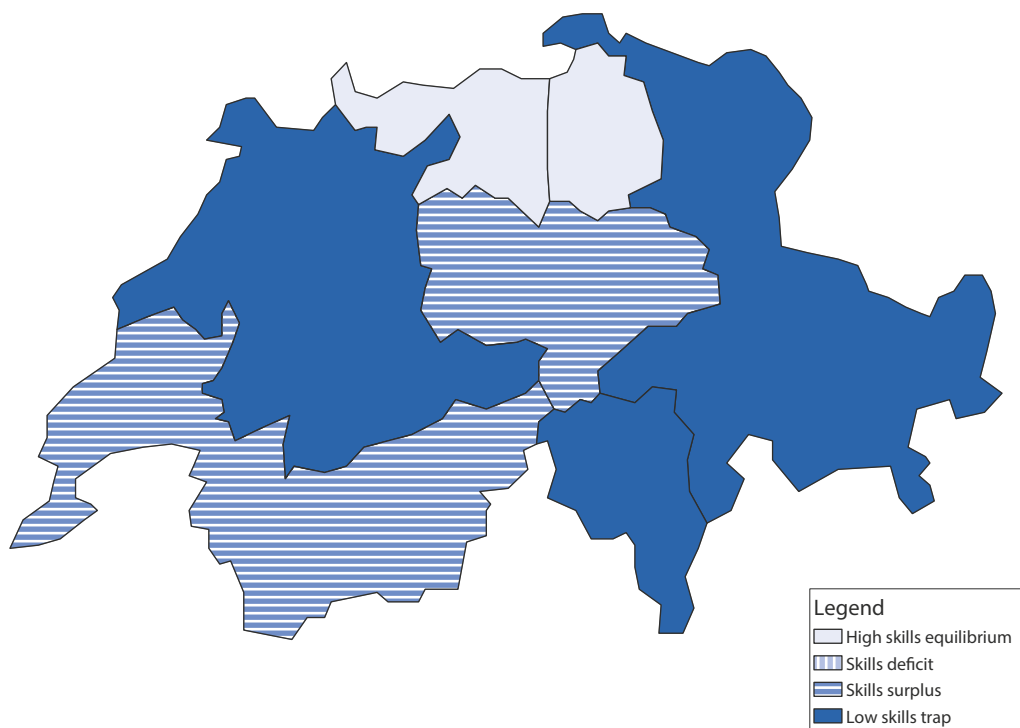 Legend
High skills equilibrium
Skills deficit
Skills surplus
Low skills trap